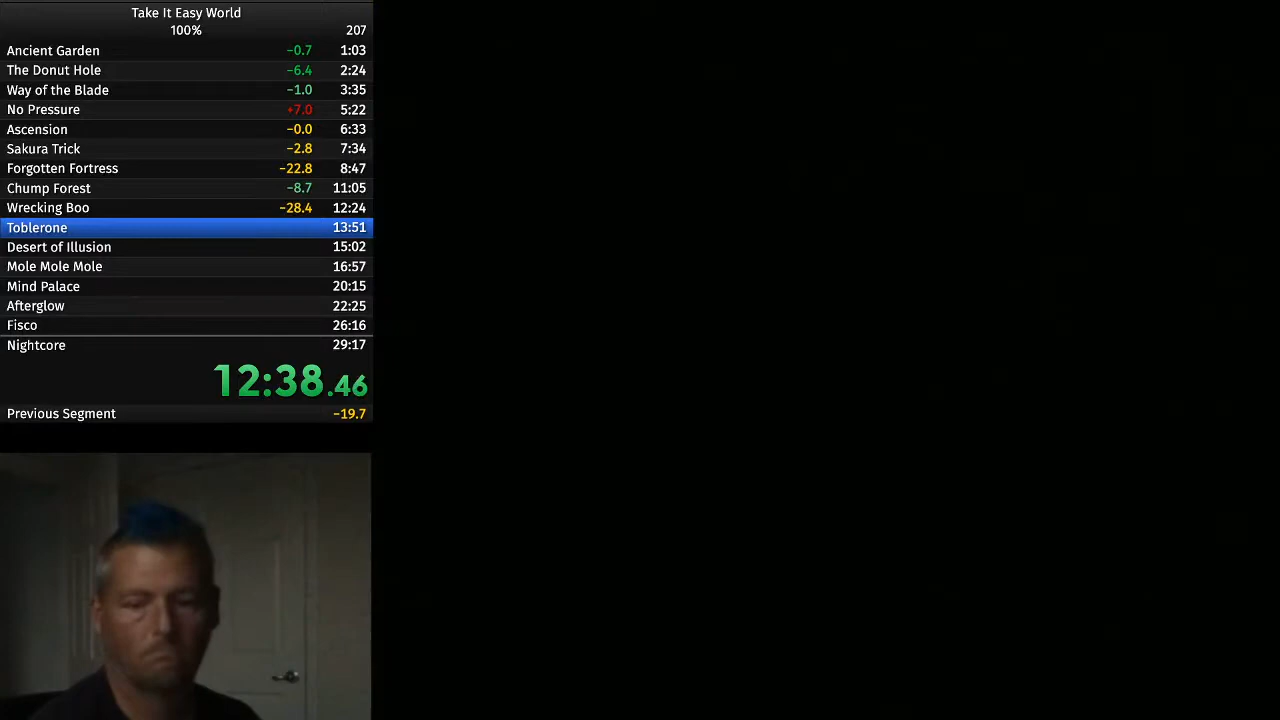 Take It Easy World
100% 207
Ancient Garden −0.7 1:03
The Donut Hole −6.4 2:24
Way of the Blade −1.0 3:35
No Pressure +7.0 5:22
Ascension −0.0 6:33
Sakura Trick −2.8 7:34
Forgotten Fortress −22.8 8:47
Chump Forest −8.7 11:05
Wrecking Boo −28.4 12:24
Toblerone 13:51
Desert of Illusion 15:02
Mole Mole Mole 16:57
Mind Palace 20:15
Afterglow 22:25
Fisco 26:16
Nightcore 29:17
12:38.46
Previous Segment −19.7